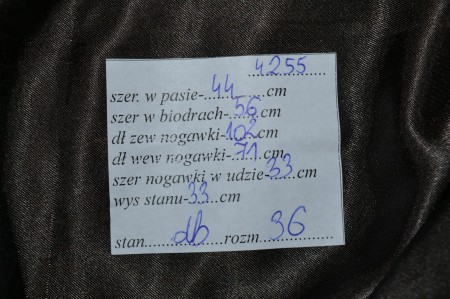 4255
szer. w pasie-44cm
szer w biodrach-56cm
dł zew nogawki-102cm
dł wew nogawki-71cm
szer nogawki w udzie-33cm
wys stanu-33cm
stan db rozm 36